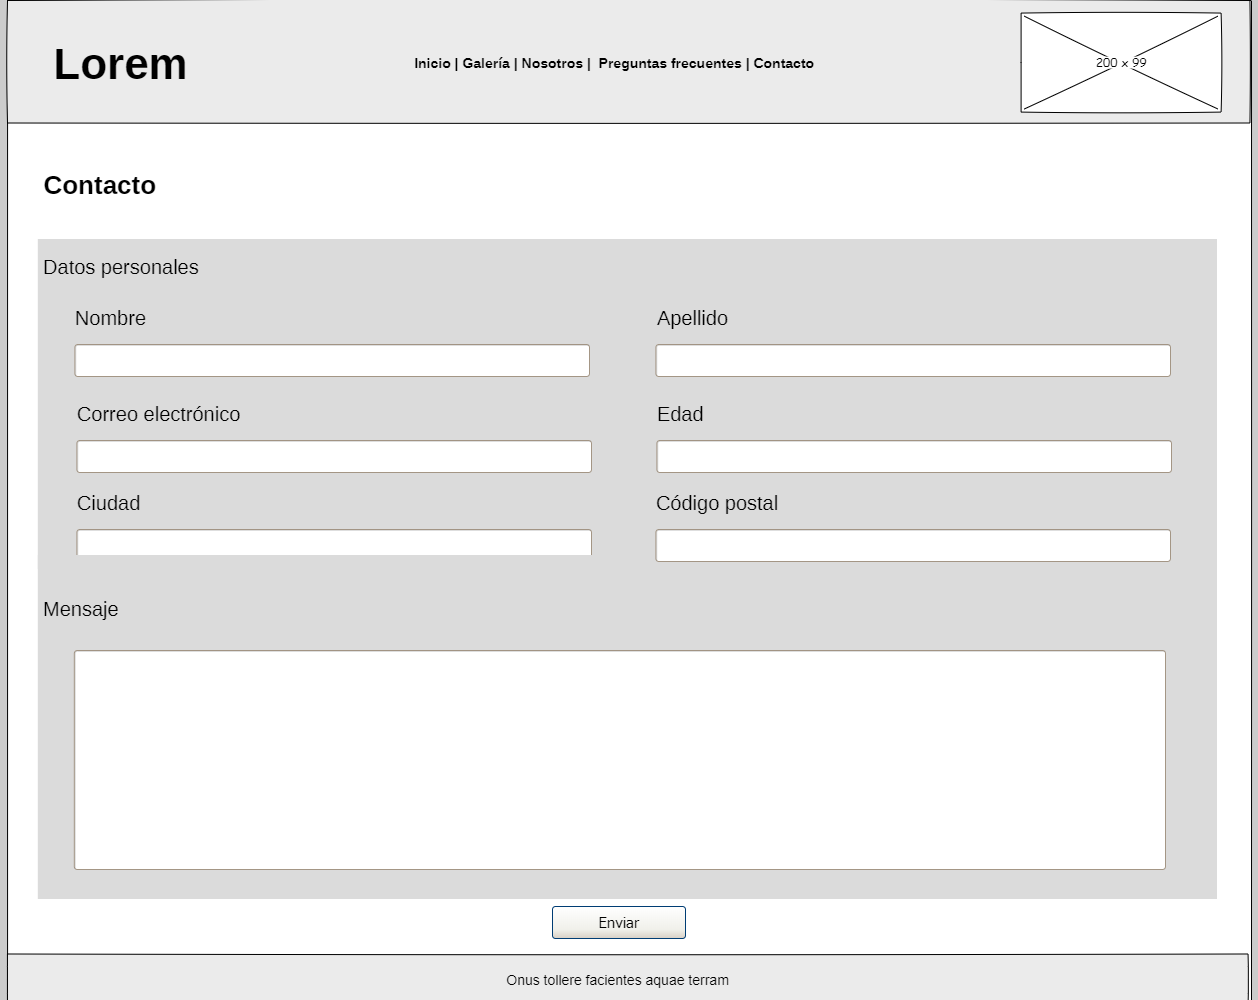 Lorem
Inicio | Galería | Nosotros | Preguntas frecuentes | Contacto
200 x 99
Contacto
Datos personales
Nombre
Apellido
Correo electrónico
Edad
Ciudad
Código postal
Mensaje
Enviar
Onus tollere facientes aquae terram